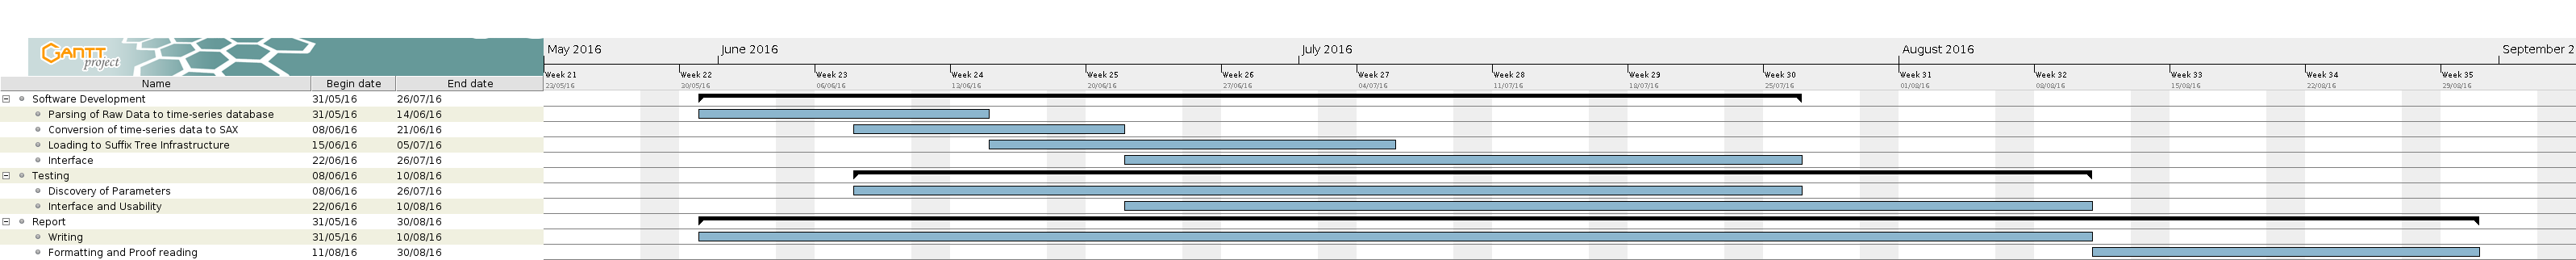 GANTT project
May 2016 June 2016 July 2016 August 2016 September 2
Week 21 Week 22 Week 23 Week 24 Week 25 Week 26 Week 27 Week 28 Week 29 Week 30 Week 31 Week 32 Week 33 Week 34 Week 35
23/05/16 30/05/16 06/06/16 13/06/16 20/06/16 27/06/16 04/07/16 11/07/16 18/07/16 25/07/16 01/08/16 08/08/16 15/08/16 22/08/16 29/08/16
Name Begin date End date
Software Development 31/05/16 26/07/16
Parsing of Raw Data to time-series database 31/05/16 14/06/16
Conversion of time-series data to SAX 08/06/16 21/06/16
Loading to Suffix Tree Infrastructure 15/06/16 05/07/16
Interface 22/06/16 26/07/16
Testing 08/06/16 10/08/16
Discovery of Parameters 08/06/16 26/07/16
Interface and Usability 22/06/16 10/08/16
Report 31/05/16 30/08/16
Writing 31/05/16 10/08/16
Formatting and Proof reading 11/08/16 30/08/16